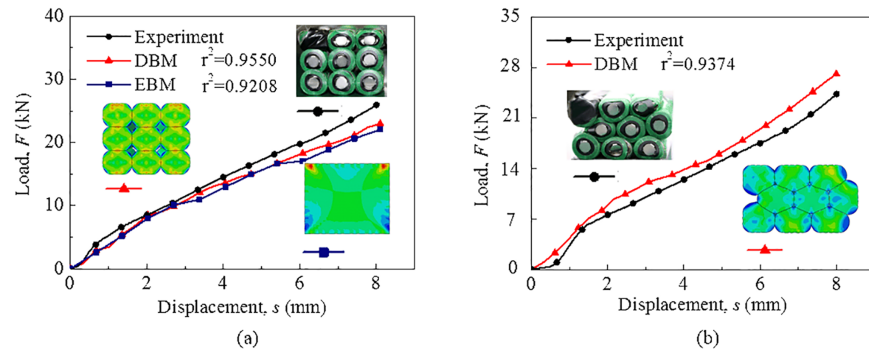 40
30
20
10
0
0
2
4
6
8
Load, F (kN)
Displacement, s (mm)
Experiment
DBM r²=0.9550
EBM r²=0.9208
(a)
35
28
21
14
7
0
0
2
4
6
8
Load, F (kN)
Displacement, s (mm)
Experiment
DBM r²=0.9374
(b)